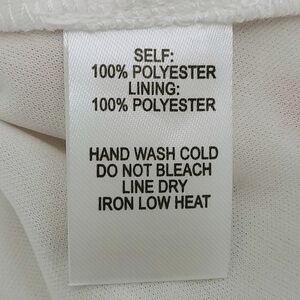 SELF:
100% POLYESTER
LINING:
100% POLYESTER
HAND WASH COLD
DO NOT BLEACH
LINE DRY
IRON LOW HEAT